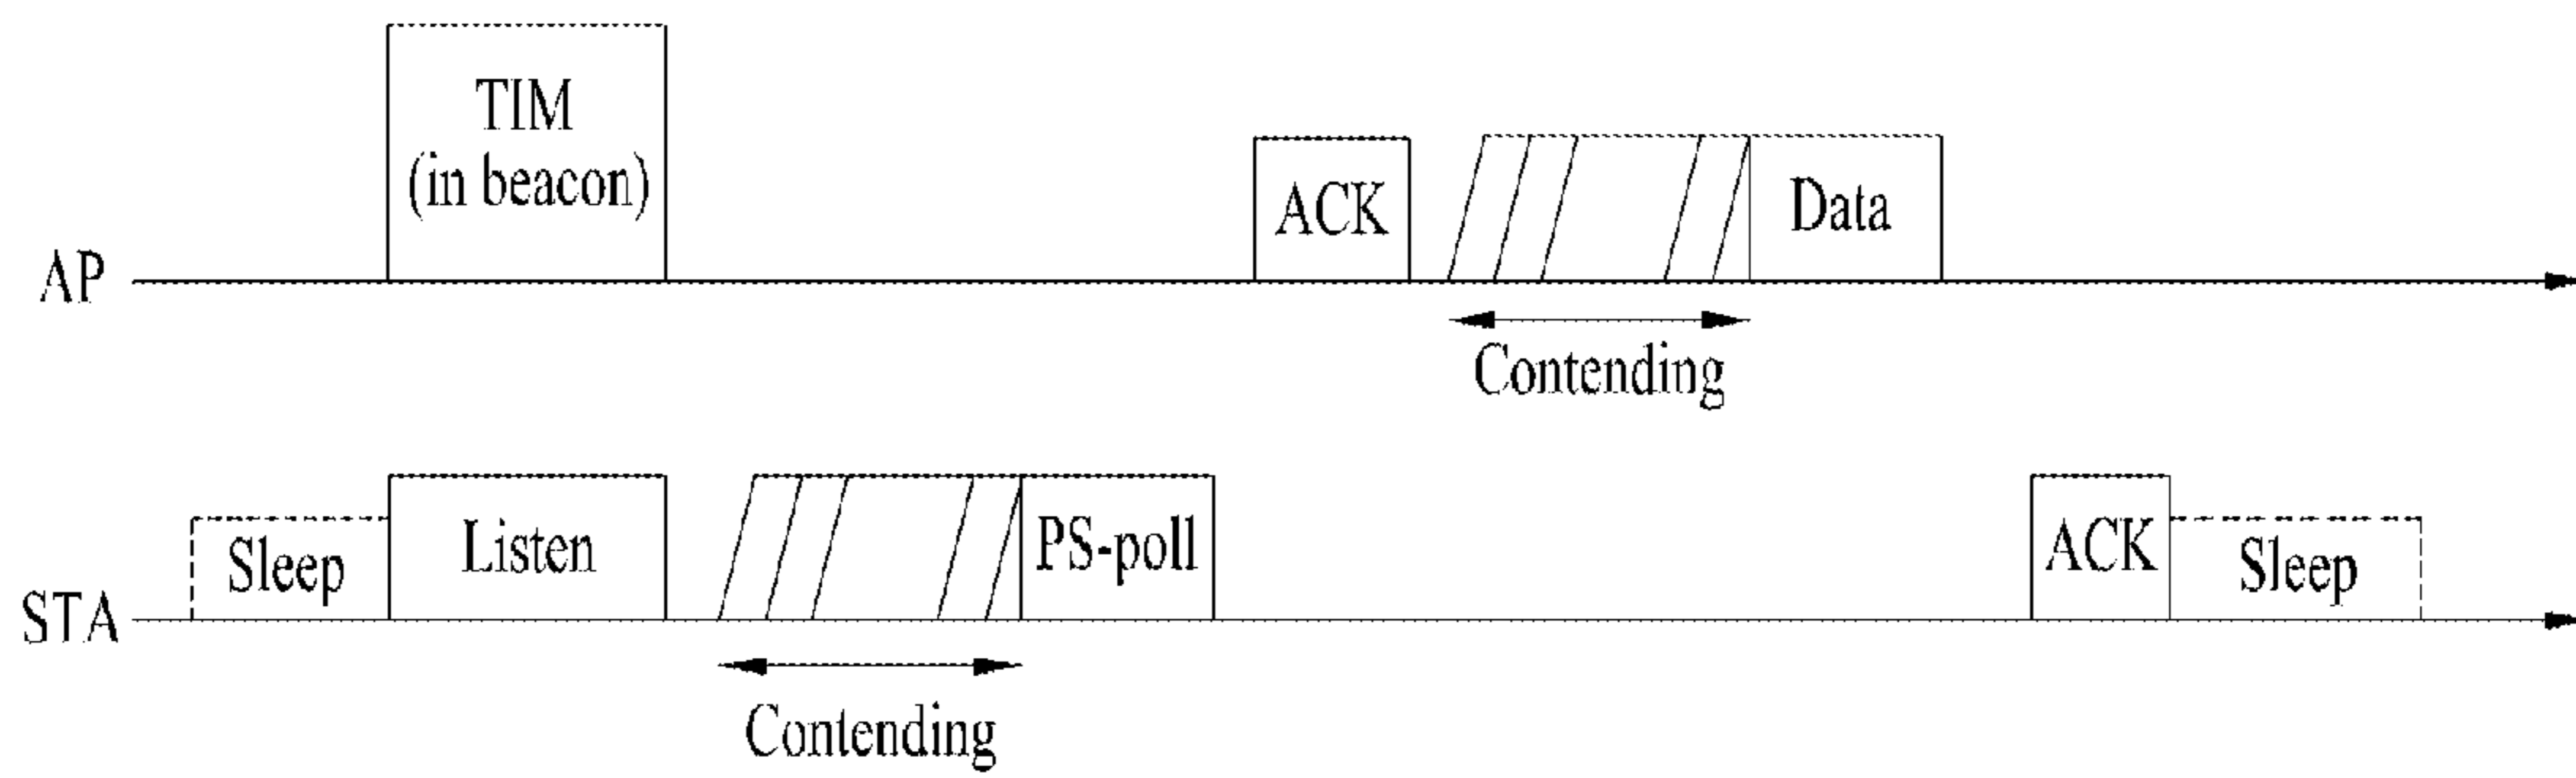 TIM
(in beacon)
ACK
Data
AP
Contending
Sleep
Listen
PS-poll
ACK
Sleep
STA
Contending